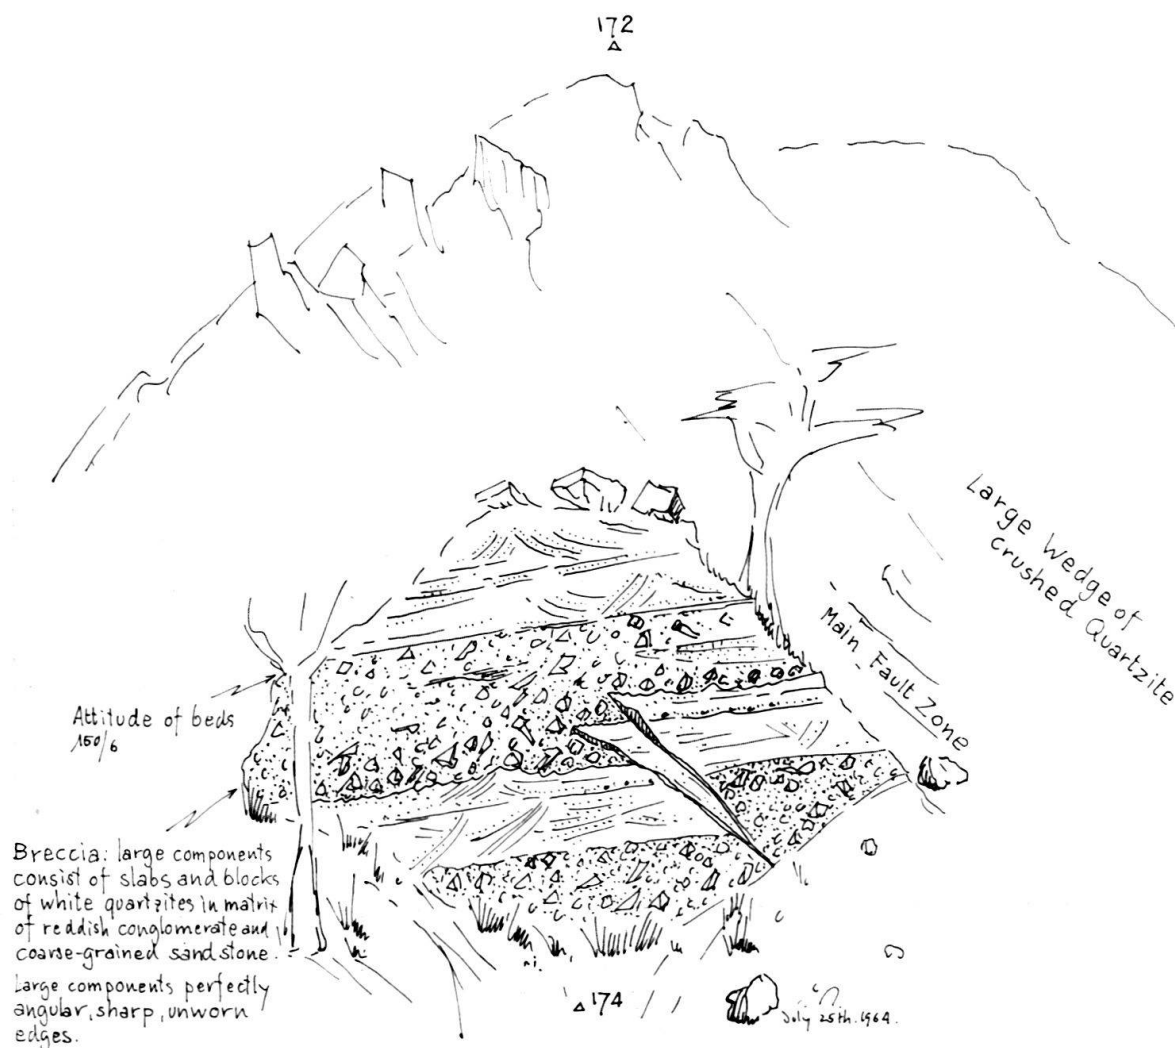 172
Large Wedge of
Crushed Quartzite
Main Fault Zone
Attitude of beds
150/6
Breccia: large components
consist of slabs and blocks
of white quartzites in matrix
of reddish conglomerate and
coarse-grained sandstone.
Large components perfectly
angular, sharp, unworn
edges.
174
July 25th. 1964.